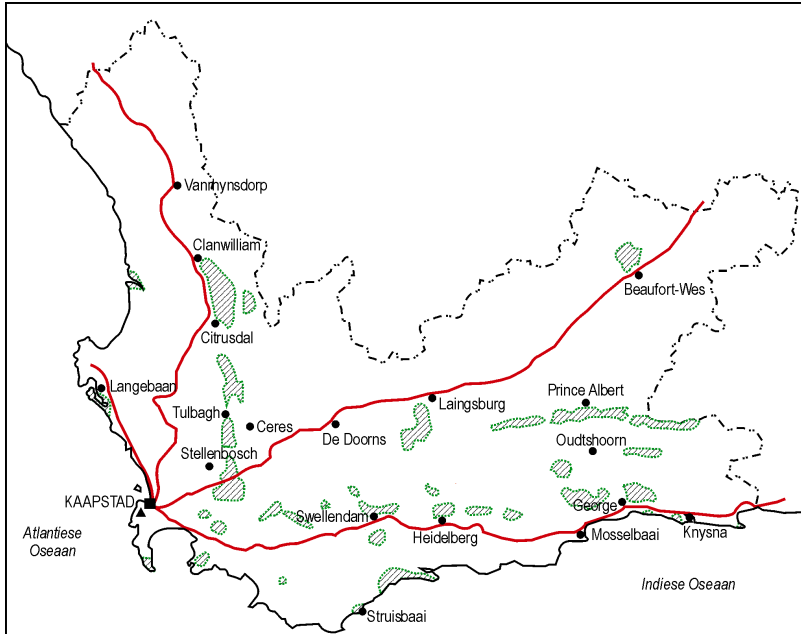 Vanrhynsdorp
Clanwilliam
Beaufort-Wes
Citrusdal
Langebaan
Prince Albert
Laingsburg
Tulbagh
Ceres
De Doorns
Oudtshoorn
Stellenbosch
KAAPSTAD
George
Swellendam
Heidelberg
Mosselbaai
Knysna
Atlantiese
Oseaan
Indiese Oseaan
Struisbaai